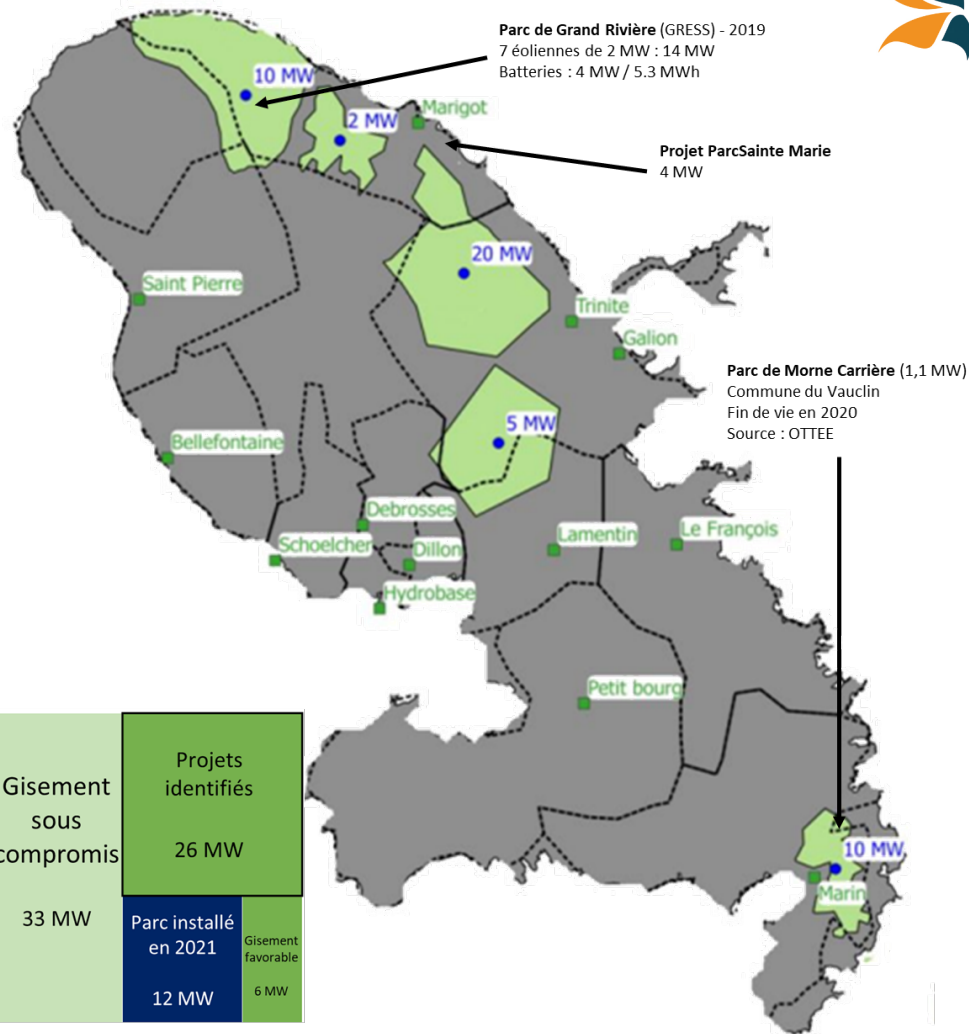 Parc de Grand Rivière (GRESS) - 2019
7 éoliennes de 2 MW : 14 MW
Batteries : 4 MW / 5.3 MWh
10 MW
2 MW
Marigot
Projet ParcSainte Marie
4 MW
20 MW
Saint Pierre
Trinite
Galion
Parc de Morne Carrière (1,1 MW)
Commune du Vauclin
Fin de vie en 2020
Source : OTTEE
5 MW
Bellefontaine
Debrosses
Schoelcher
Dillon
Lamentin
Le François
Hydrobase
Petit bourg
10 MW
Marin
Gisement
sous
compromis
33 MW
Projets
identifiés
26 MW
Parc installé
en 2021
12 MW
Gisement
favorable
6 MW